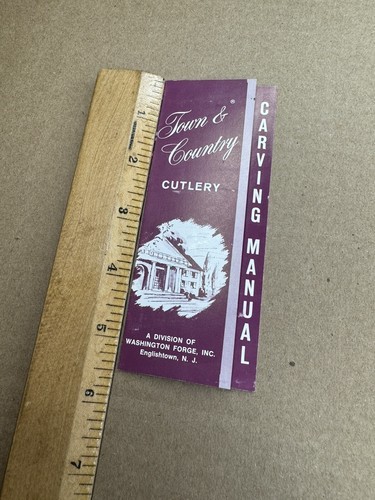 Town &
Country®
CUTLERY
A DIVISION OF
WASHINGTON FORGE, INC.
Englishtown, N. J.
CARVING MANUAL
1
2
3
4
5
6
7